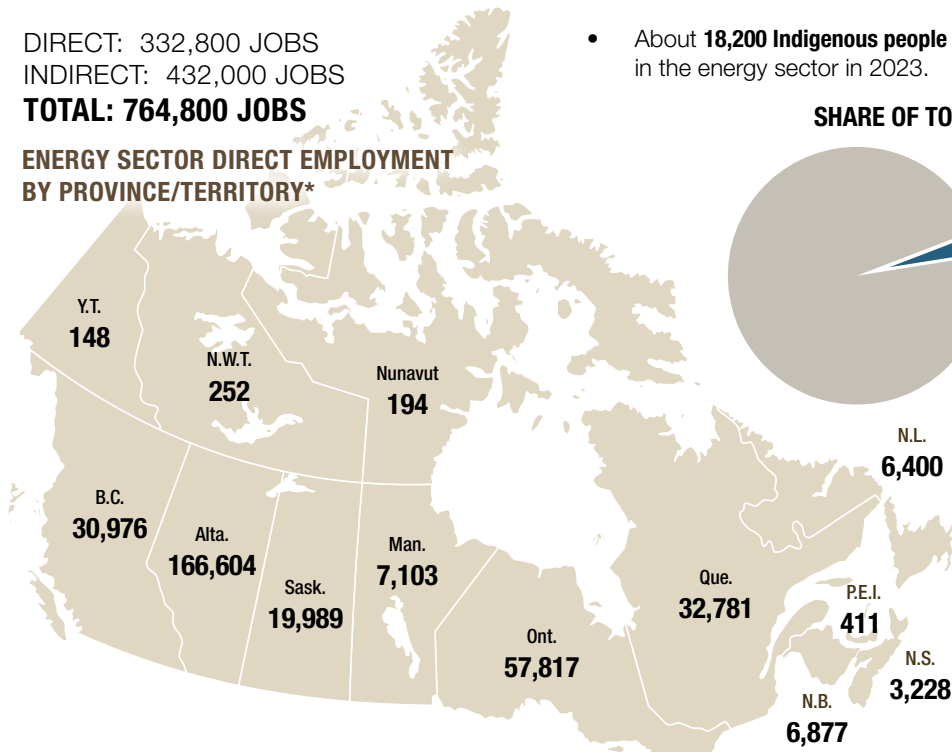 DIRECT: 332,800 JOBS
INDIRECT: 432,000 JOBS
TOTAL: 764,800 JOBS
ENERGY SECTOR DIRECT EMPLOYMENT
BY PROVINCE/TERRITORY*
• About 18,200 Indigenous people
in the energy sector in 2023.
SHARE OF TO
Y.T.
148
N.W.T.
252
Nunavut
194
N.L.
6,400
B.C.
30,976
Alta.
166,604
Sask.
19,989
Man.
7,103
Ont.
57,817
Que.
32,781
P.E.I.
411
N.S.
3,228
N.B.
6,877